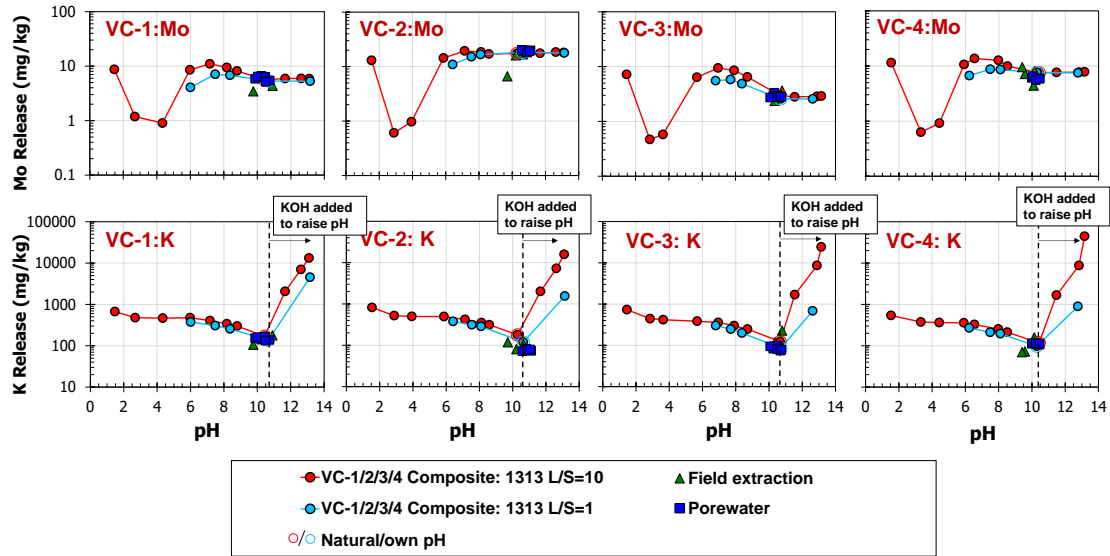 Mo Release (mg/kg)
100
10
1
0.1
VC-1:Mo
VC-2:Mo
VC-3:Mo
VC-4:Mo
KOH added
to raise pH
KOH added
to raise pH
KOH added
to raise pH
KOH added
to raise pH
K Release (mg/kg)
100000
10000
1000
100
10
VC-1:K
VC-2: K
VC-3: K
VC-4: K
0 2 4 6 8 10 12 14
0 2 4 6 8 10 12 14
0 2 4 6 8 10 12 14
0 2 4 6 8 10 12 14
pH
pH
pH
pH
VC-1/2/3/4 Composite: 1313 L/S=10
Field extraction
VC-1/2/3/4 Composite: 1313 L/S=1
Porewater
Natural/own pH